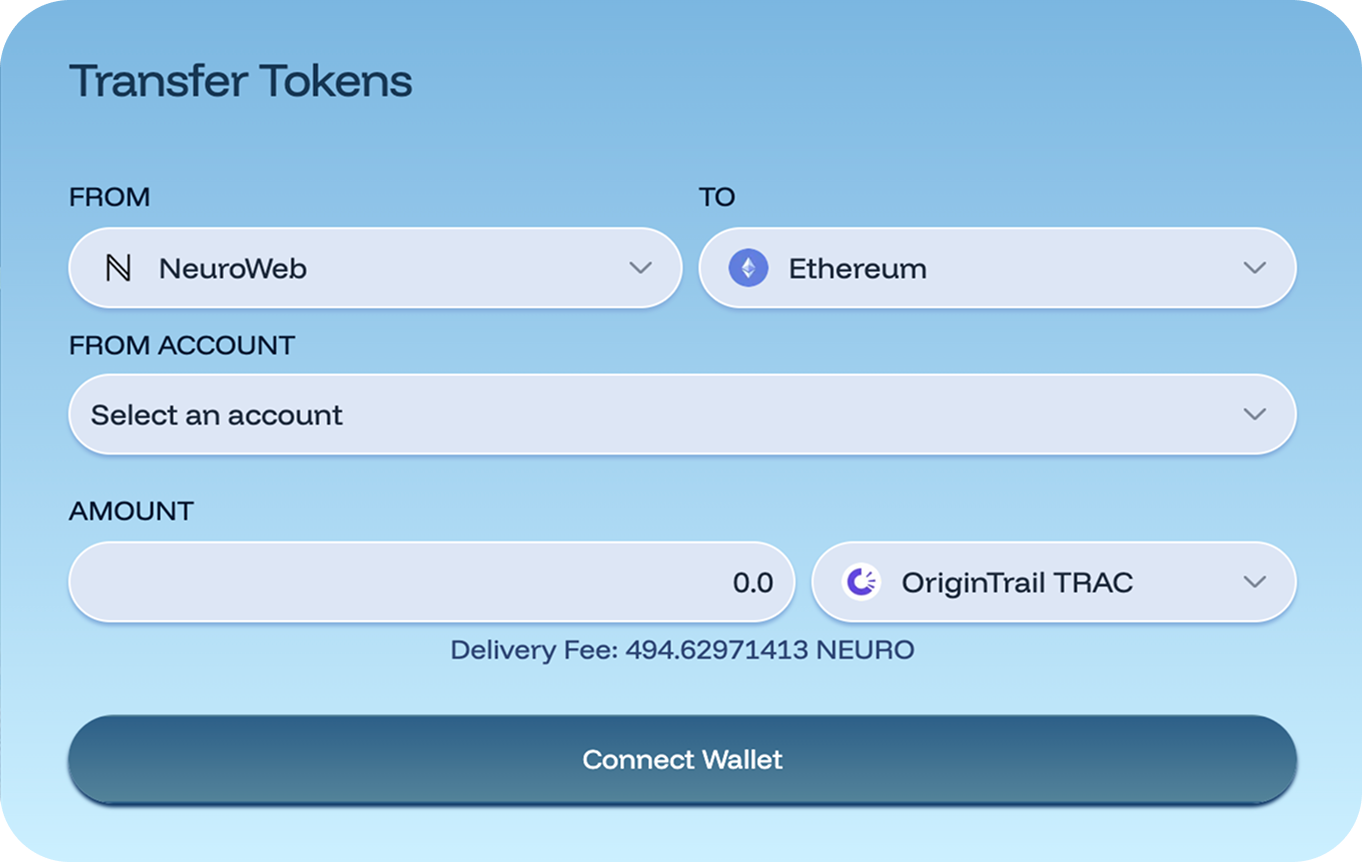 Transfer Tokens
FROM
TO
NeuroWeb
Ethereum
FROM ACCOUNT
Select an account
AMOUNT
0.0
OriginTrail TRAC
Delivery Fee: 494.62971413 NEURO
Connect Wallet